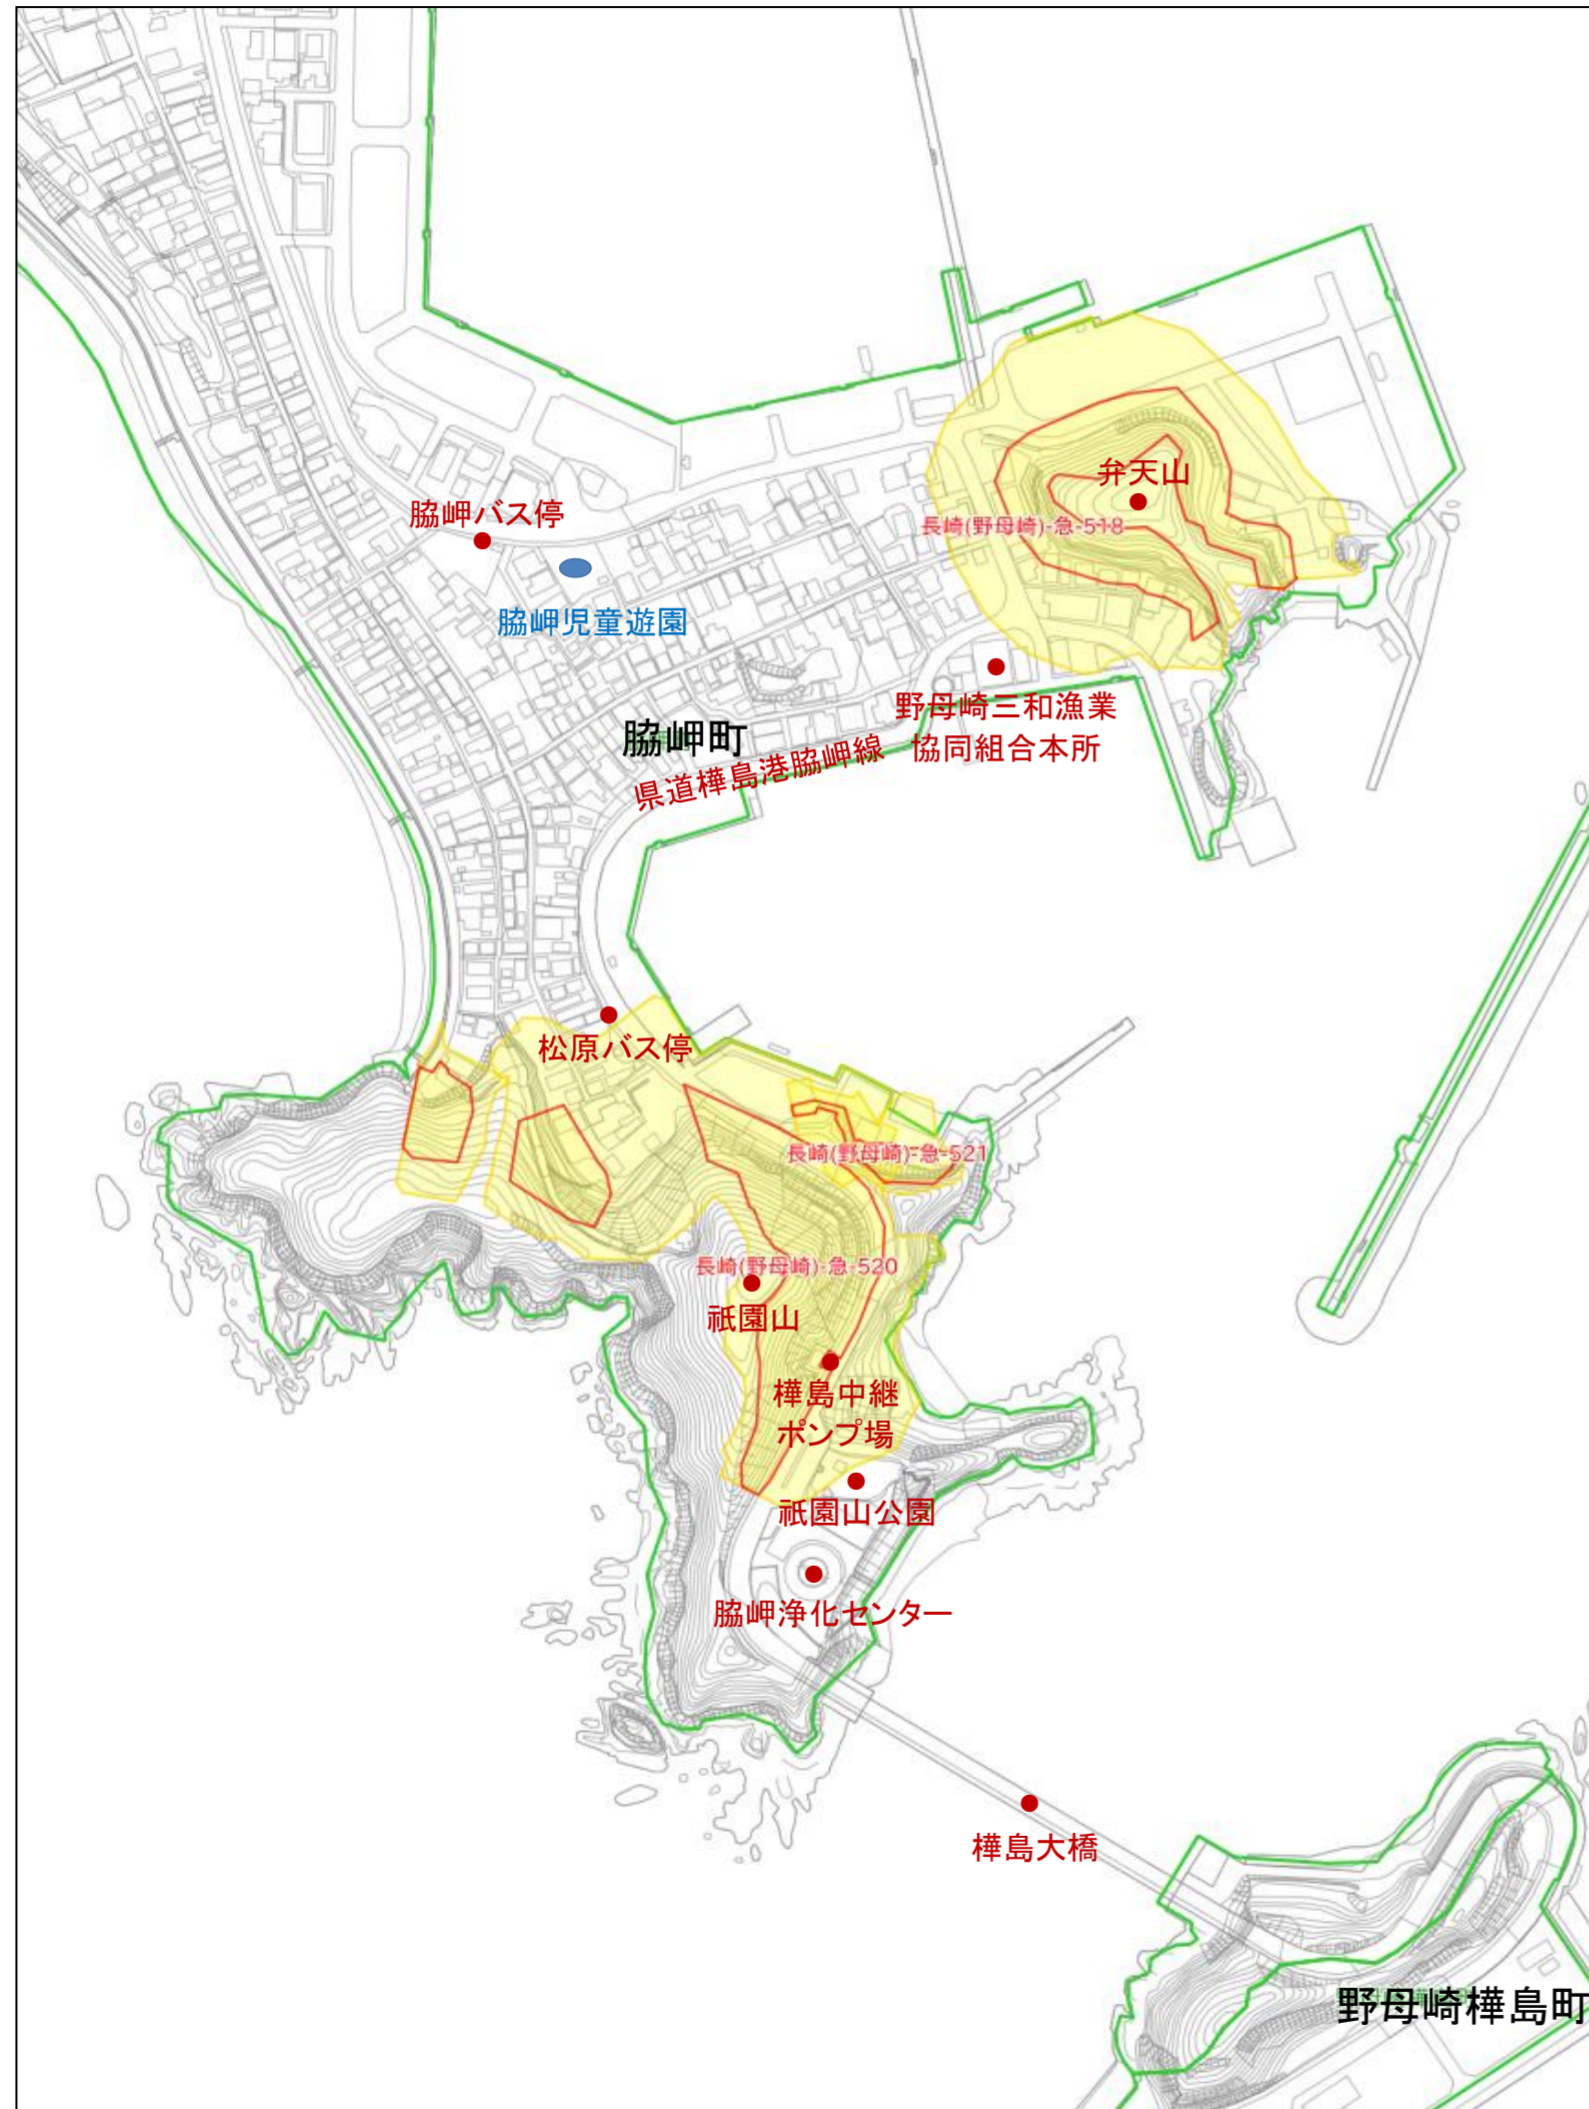 弁天山
脇岬バス停
長崎(野母崎)-急-518
脇岬児童遊園
野母崎三和漁業
協同組合本所
脇岬町
県道樺島港脇岬線
松原バス停
長崎(野母崎)-急-521
長崎(野母崎)-急-520
祇園山
樺島中継
ポンプ場
祇園山公園
脇岬浄化センター
樺島大橋
野母崎樺島町